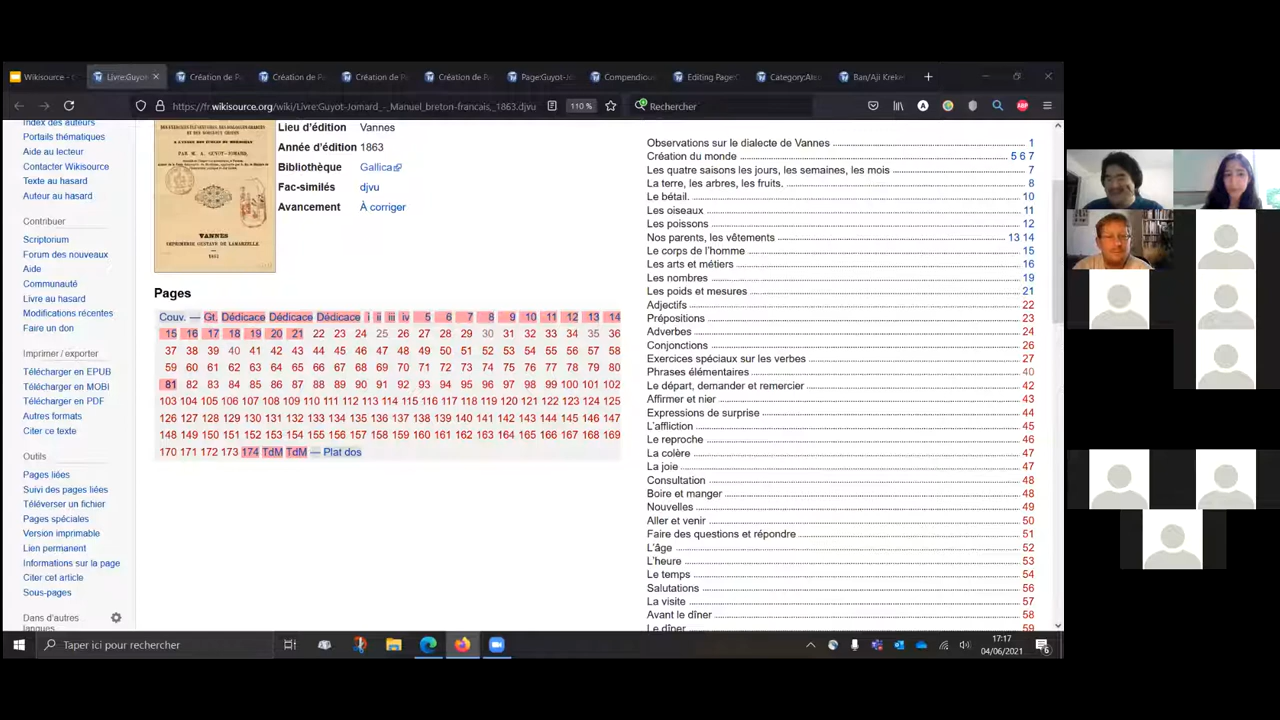 Wikisource -
Livre:Guyot-
Création de P
Création de P
Création de P
Création de P
Page:Guyot-J
Compendiou
Editing Page:
Category:Ale
Ban/Aji Krek
https://fr.wikisource.org/wiki/Livre:Guyot-Jomard_-_Manuel_breton-francais,_1863.djvu
110 %
Rechercher
Index des auteurs
Portails thématiques
Aide au lecteur
Contacter Wikisource
Texte au hasard
Auteur au hasard
Contribuer
Scriptorium
Forum des nouveaux
Aide
Communauté
Livre au hasard
Modifications récentes
Faire un don
Imprimer / exporter
Télécharger en EPUB
Télécharger en MOBI
Télécharger en PDF
Autres formats
Citer ce texte
Outils
Pages liées
Suivi des pages liées
Téléverser un fichier
Pages spéciales
Version imprimable
Lien permanent
Informations sur la page
Citer cet article
Sous-pages
Dans d'autres
langues
PAR M. A. GUYOT-JOMARD,
VANNES
IMPRIMERIE GUSTAVE DE LAMARZELLE
Lieu d'édition Vannes
Année d'édition 1863
Bibliothèque Gallica
Fac-similés djvu
Avancement À corriger
Pages
Couv. — Gt. Dédicace Dédicace Dédicace i ii iii iv 5 6 7 8 9 10 11 12 13 14
15 16 17 18 19 20 21 22 23 24 25 26 27 28 29 30 31 32 33 34 35 36
37 38 39 40 41 42 43 44 45 46 47 48 49 50 51 52 53 54 55 56 57 58
59 60 61 62 63 64 65 66 67 68 69 70 71 72 73 74 75 76 77 78 79 80
81 82 83 84 85 86 87 88 89 90 91 92 93 94 95 96 97 98 99 100 101 102
103 104 105 106 107 108 109 110 111 112 113 114 115 116 117 118 119 120 121 122 123 124 125
126 127 128 129 130 131 132 133 134 135 136 137 138 139 140 141 142 143 144 145 146 147
148 149 150 151 152 153 154 155 156 157 158 159 160 161 162 163 164 165 166 167 168 169
170 171 172 173 174 TdM TdM — Plat dos
Observations sur le dialecte de Vannes 1
Création du monde 5 6 7
Les quatre saisons les jours, les semaines, les mois 7
La terre, les arbres, les fruits. 8
Le bétail. 10
Les oiseaux 11
Les poissons 12
Nos parents, les vêtements 13 14
Le corps de l'homme 15
Les arts et métiers 16
Les nombres 19
Les poids et mesures 21
Adjectifs 22
Prépositions 23
Adverbes 24
Conjonctions 26
Exercices spéciaux sur les verbes 27
Phrases élémentaires 40
Le départ, demander et remercier 42
Affirmer et nier 43
Expressions de surprise 44
L'affliction 45
Le reproche 46
La colère 47
La joie 47
Consultation 48
Boire et manger 48
Nouvelles 49
Aller et venir 50
Faire des questions et répondre 51
L'âge 52
L'heure 53
Le temps 54
Salutations 56
La visite 57
Avant le dîner 58
Le dîner 59
Taper ici pour rechercher
17:17
04/06/2021
6